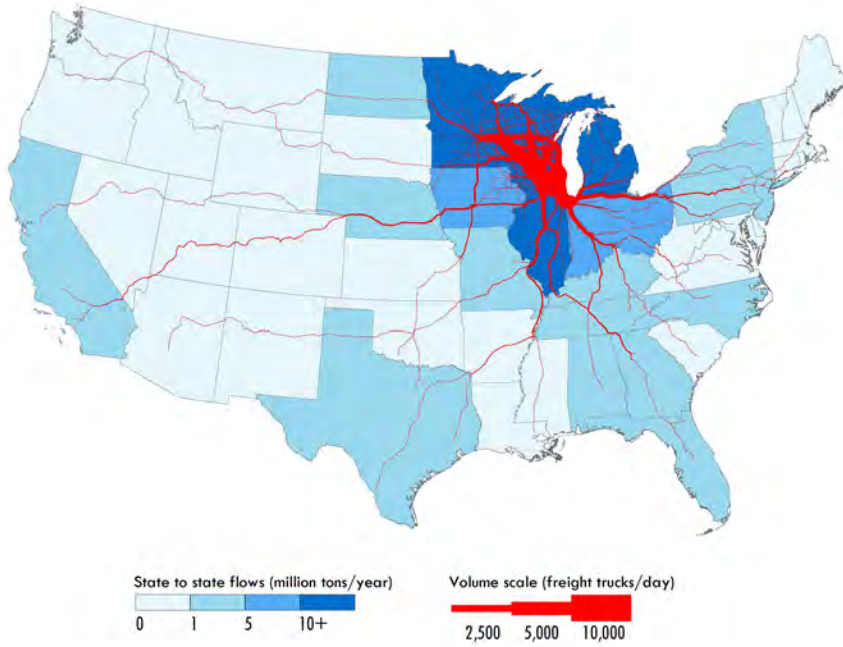 State to state flows (million tons/year)
0 1 5 10+
Volume scale (freight trucks/day)
2,500 5,000 10,000